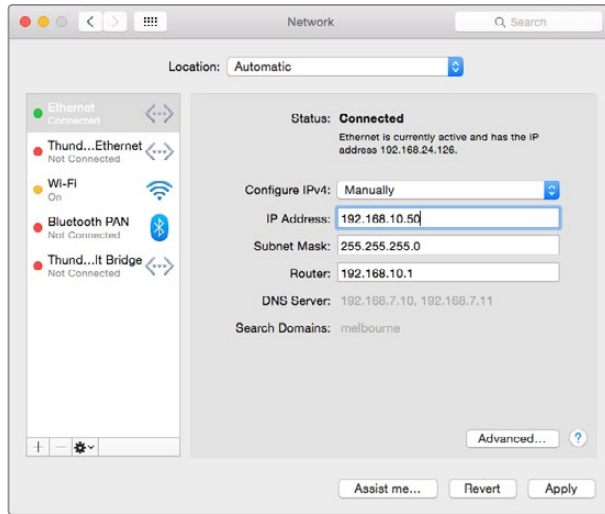 Network
Search
Location: Automatic
Ethernet
Connected
Thund...Ethernet
Not Connected
Wi-Fi
On
Bluetooth PAN
Not Connected
Thund...lt Bridge
Not Connected
Status: Connected
Ethernet is currently active and has the IP
address 192.168.24.126.
Configure IPv4: Manually
IP Address: 192.168.10.50
Subnet Mask: 255.255.255.0
Router: 192.168.10.1
DNS Server: 192.168.7.10, 192.168.7.11
Search Domains: melbourne
Advanced... ?
Assist me... Revert Apply